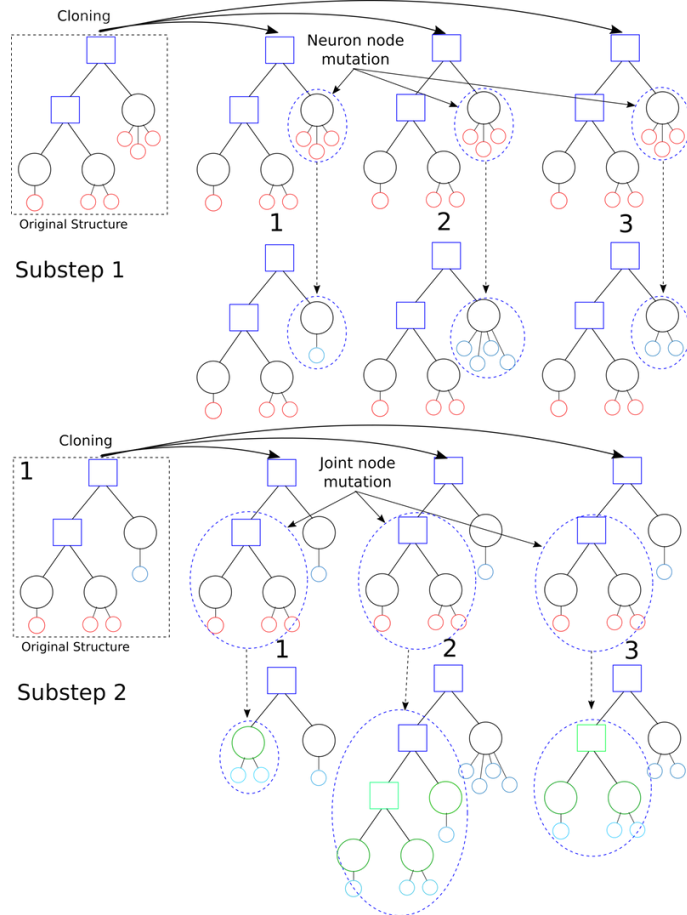 Cloning
Neuron node
mutation
Original Structure
1
2
3
Substep 1
Cloning
1
Joint node
mutation
Original Structure
1
2
3
Substep 2